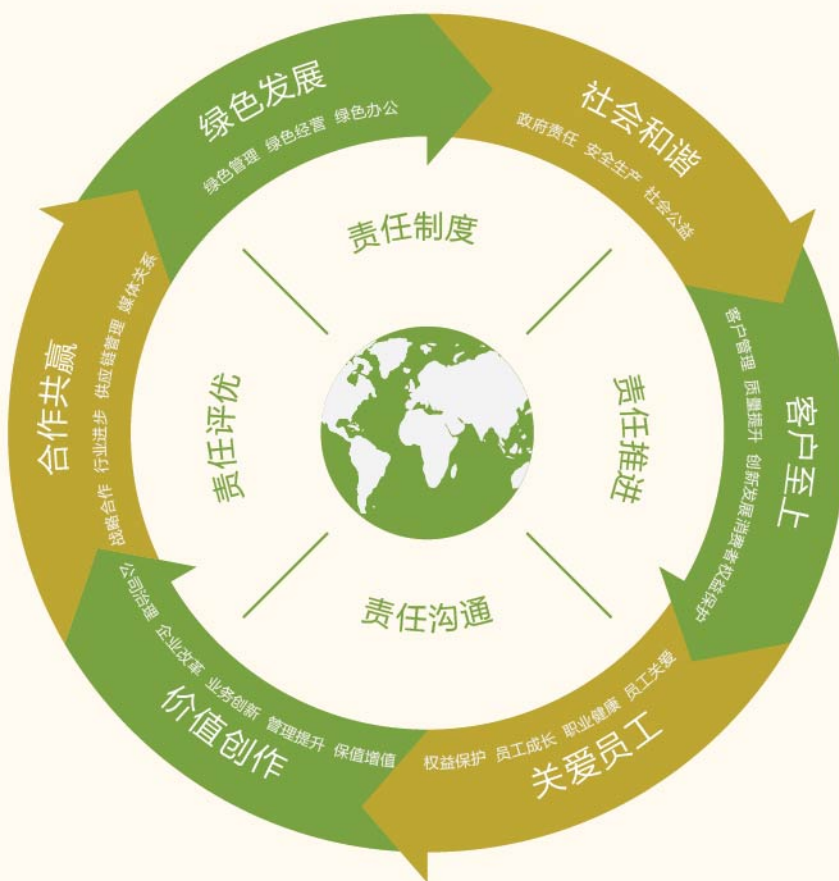 绿色发展
绿色管理 绿色经营 绿色办公
社会和谐
政府责任 安全生产 社会公益
客户至上
客户管理 质量提升 创新发展消费者权益保护
关爱员工
权益保护 员工成长 职业健康 员工关爱
价值创作
公司治理 企业改革 业务创新 管理提升 保值增值
合作共赢
战略合作 行业进步 供应链管理 媒体关系
责任制度
责任推进
责任沟通
责任评优